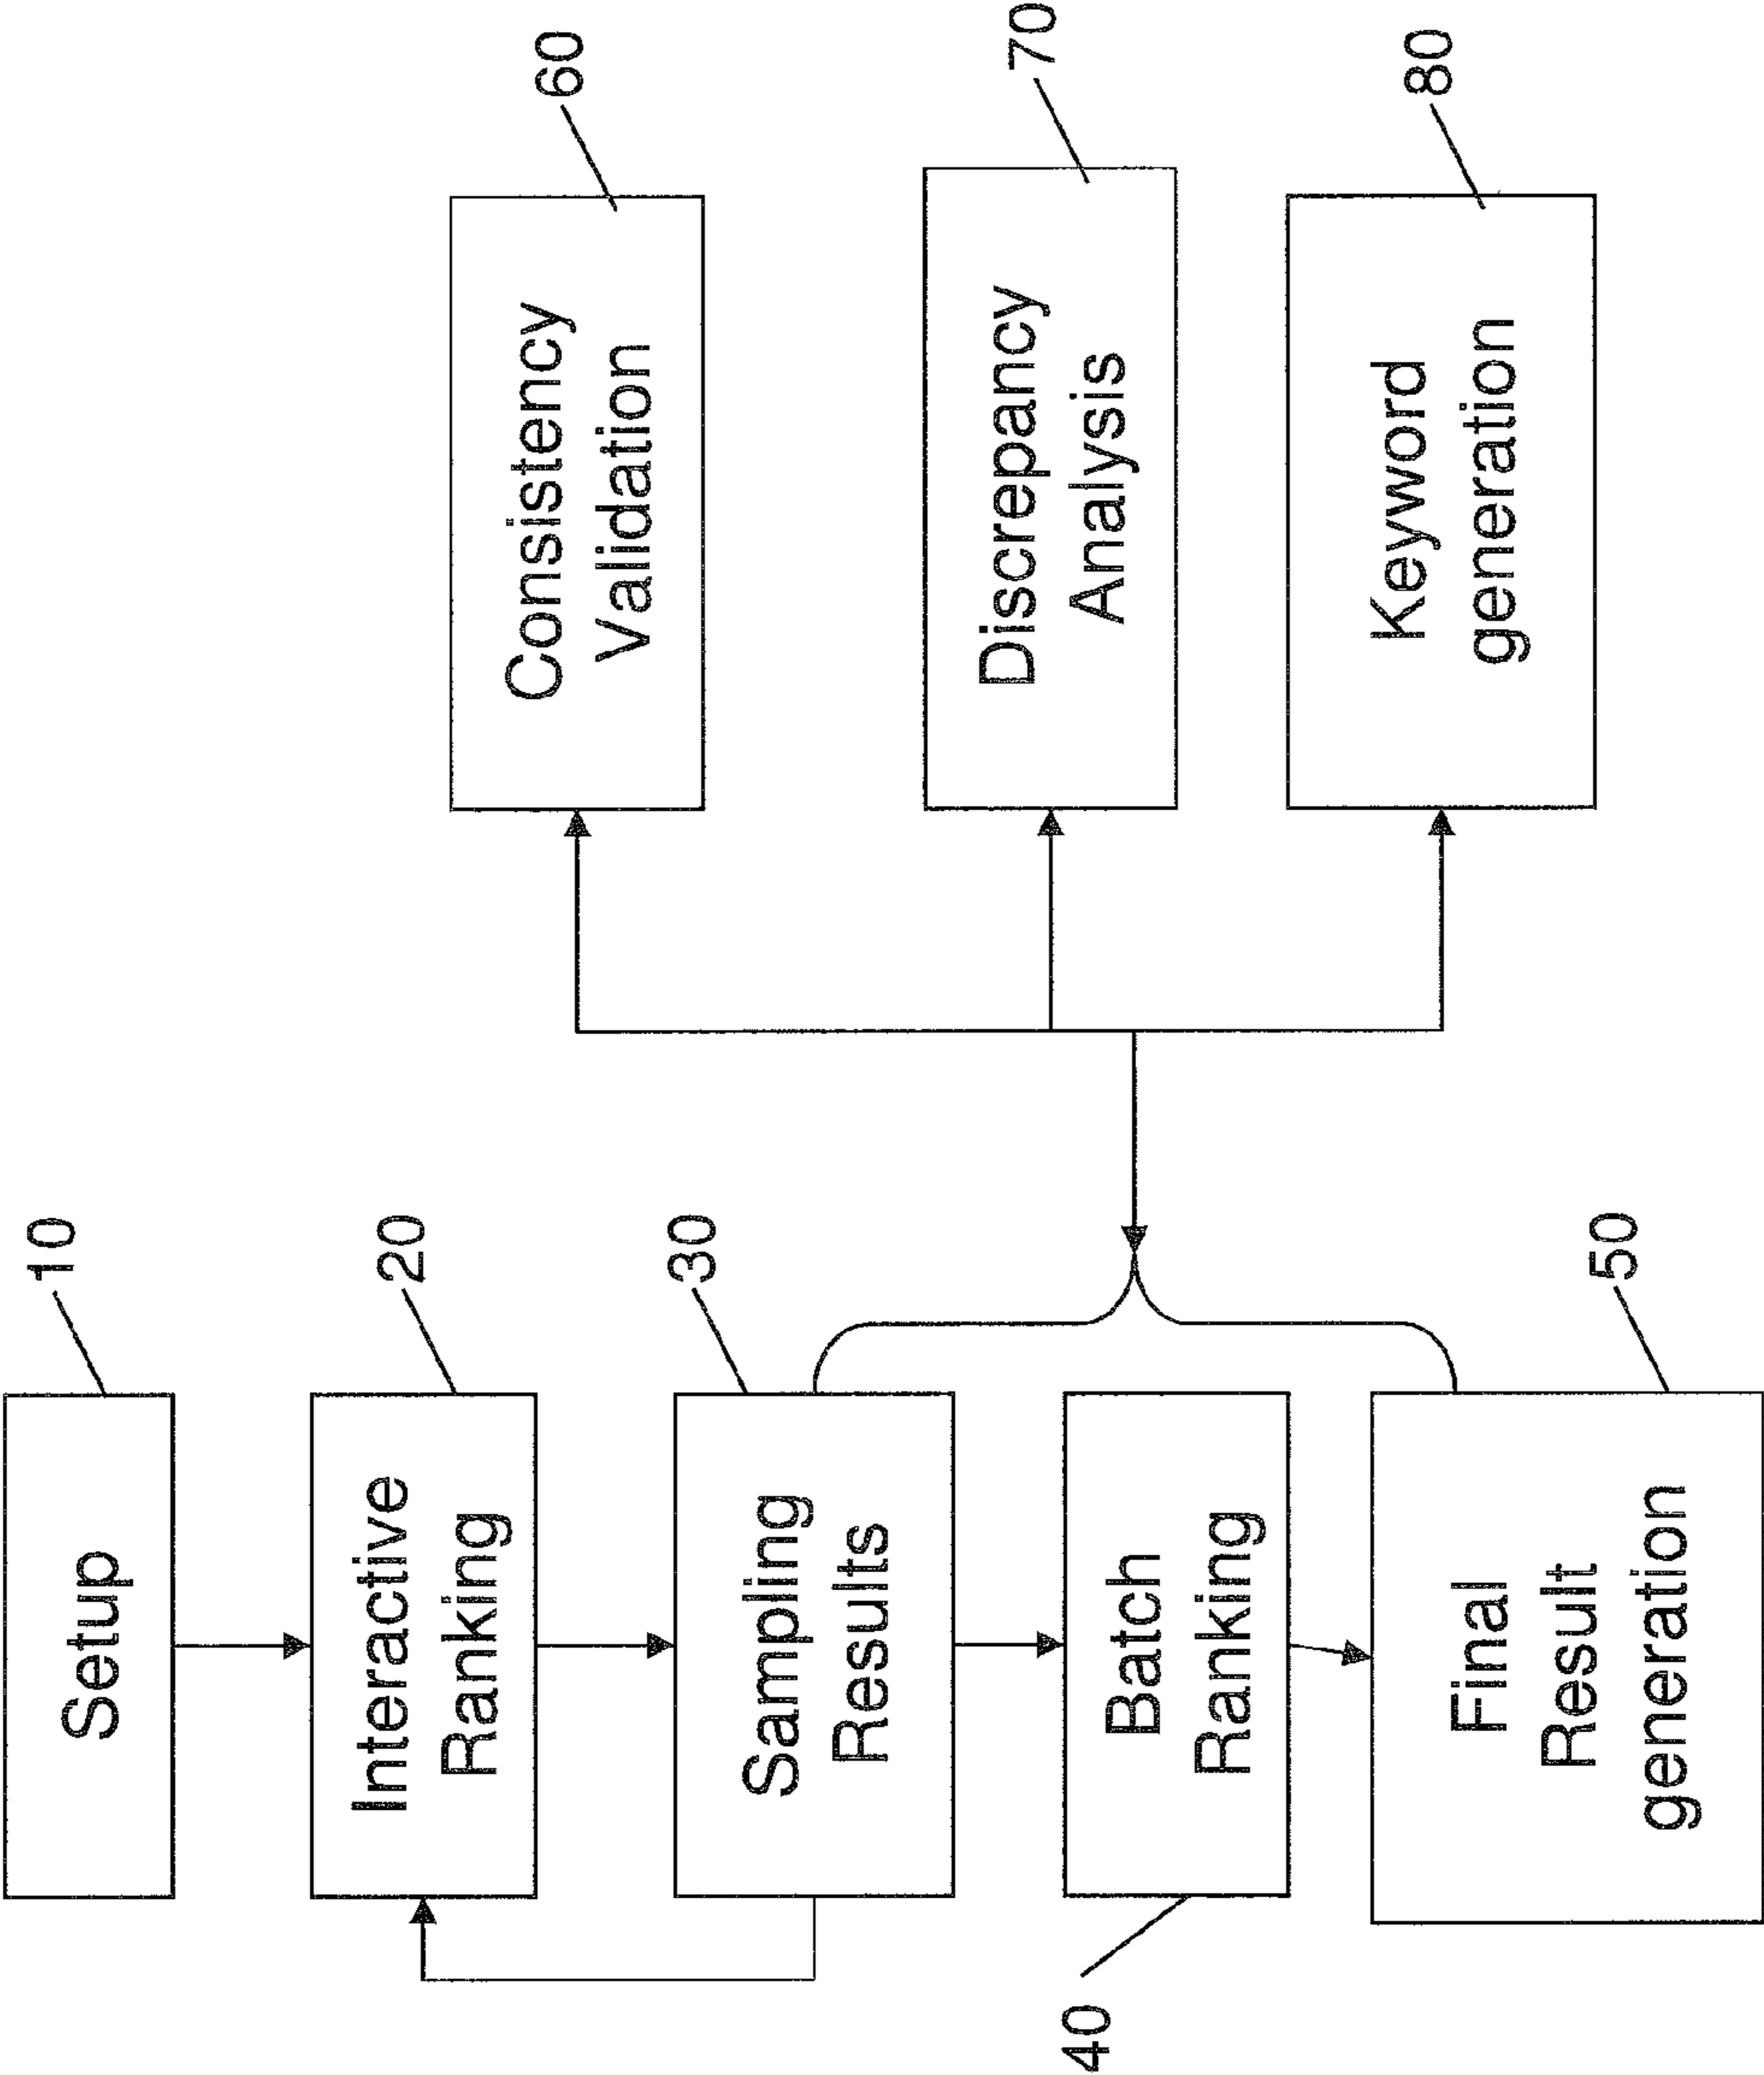 10
Setup
20
Interactive
Ranking
30
Sampling
Results
40
Batch
Ranking
50
Final
Result
generation
60
Consistency
Validation
70
Discrepancy
Analysis
80
Keyword
generation